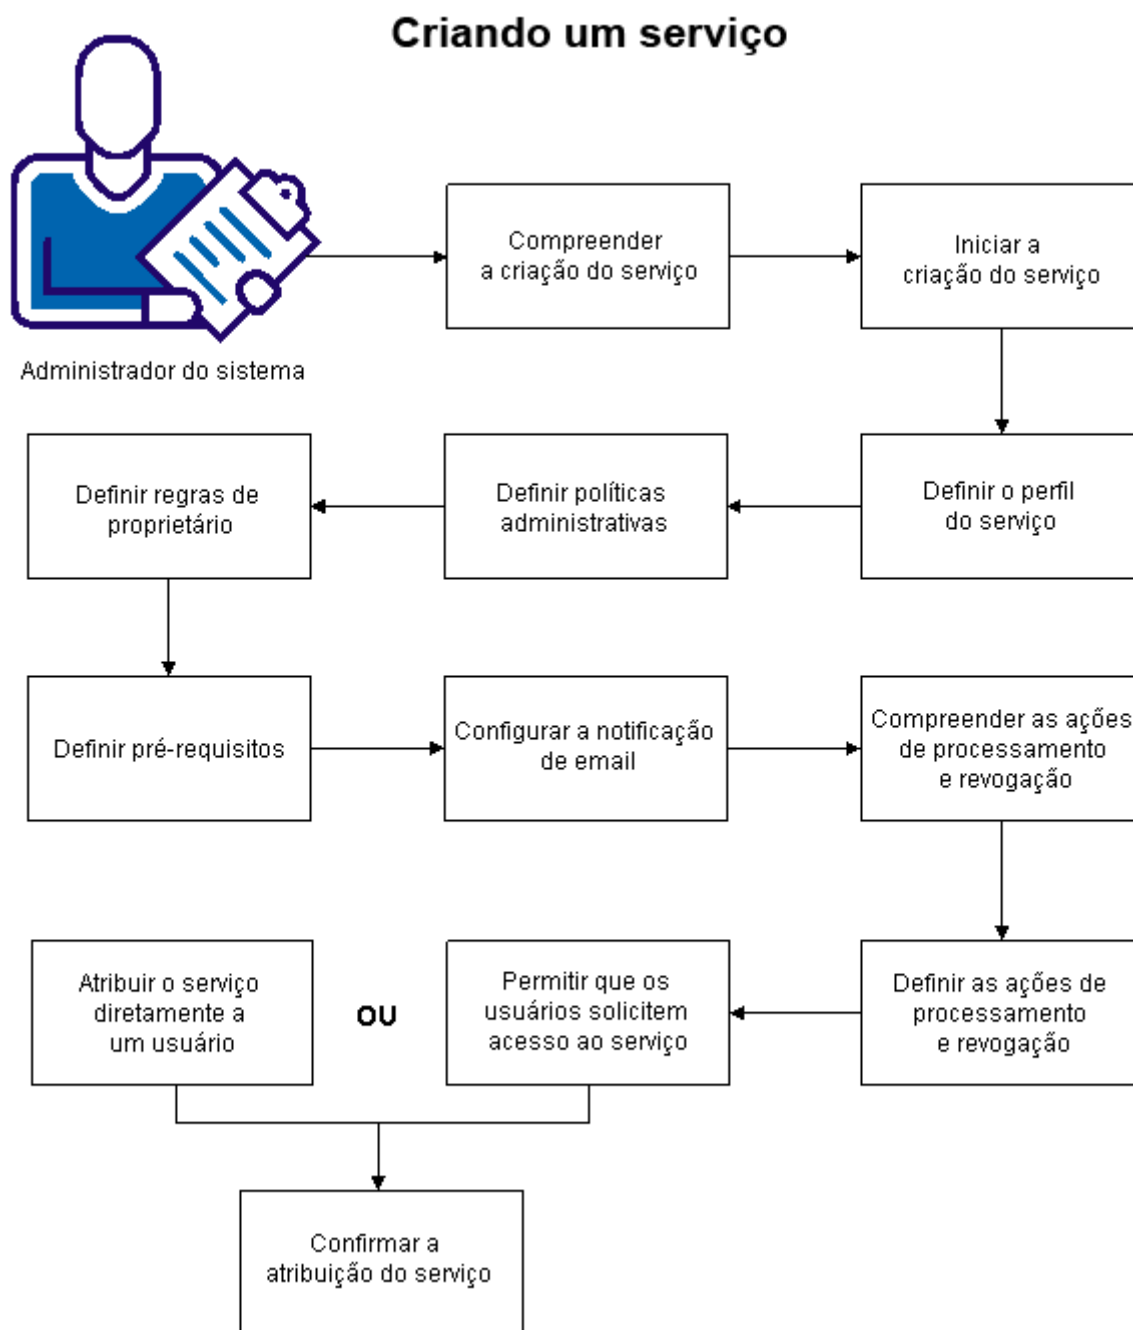 Criando um serviço
Compreender
a criação do serviço
Iniciar a
criação do serviço
Administrador do sistema
Definir regras de
proprietário
Definir políticas
administrativas
Definir o perfil
do serviço
Definir pré-requisitos
Configurar a notificação
de email
Compreender as ações
de processamento
e revogação
Atribuir o serviço
diretamente a
um usuário
OU
Permitir que os
usuários solicitem
acesso ao serviço
Definir as ações de
processamento
e revogação
Confirmar a
atribuição do serviço